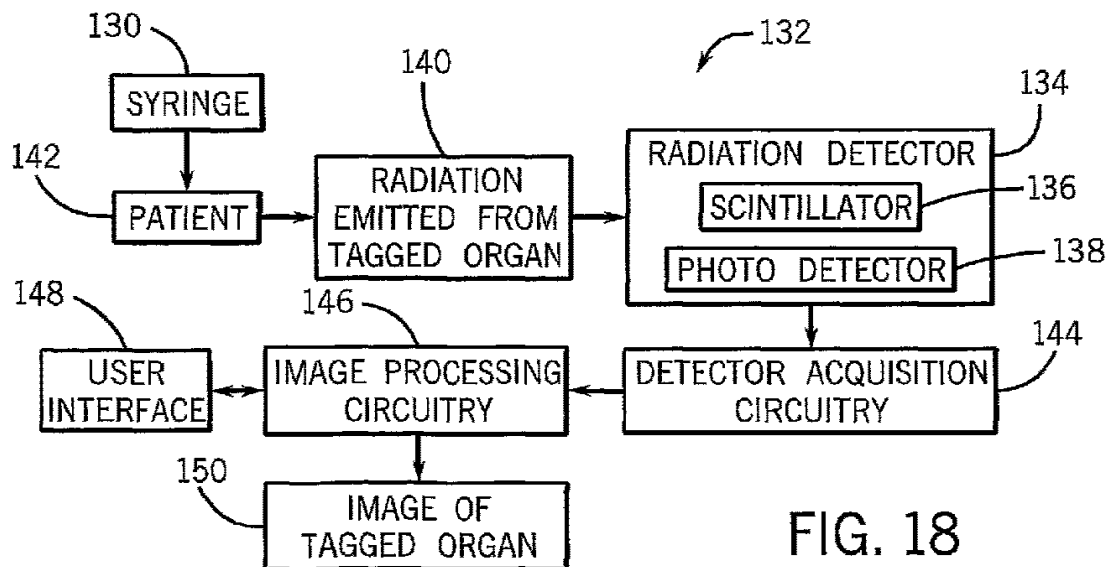 130
132
140
SYRINGE
134
142
RADIATION
EMITTED FROM
TAGGED ORGAN
RADIATION DETECTOR
136
SCINTILLATOR
PATIENT
138
PHOTO DETECTOR
148
146
144
USER
INTERFACE
IMAGE PROCESSING
CIRCUITRY
DETECTOR ACQUISITION
CIRCUITRY
150
IMAGE OF
TAGGED ORGAN
FIG. 18